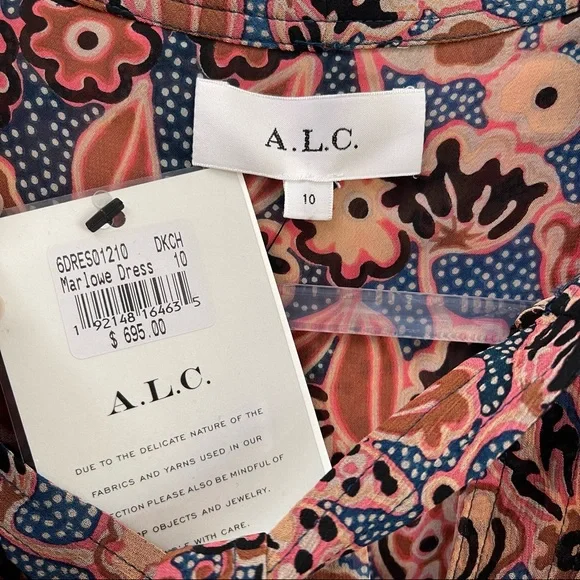 A.L.C.
10
6DRES01210 DKCH
Marlowe Dress 10
1 92148 16463 5
$ 695.00
A.L.C.
DUE TO THE DELICATE NATURE OF THE
FABRICS AND YARNS USED IN OUR
ECTION PLEASE ALSO BE MINDFUL OF
P OBJECTS AND JEWELRY.
E WITH CARE.